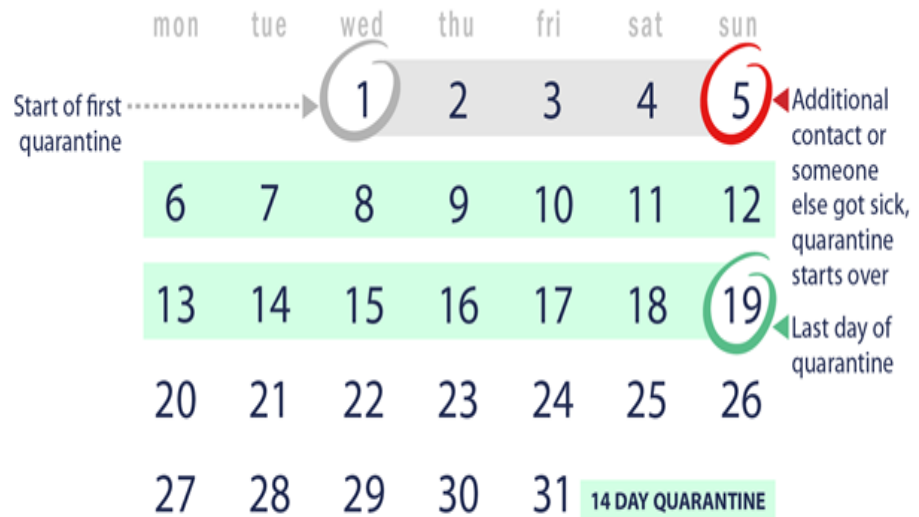 mon tue wed thu fri sat sun
Start of first
quarantine
1 2 3 4 5
Additional
contact or
someone
else got sick,
quarantine
starts over
6 7 8 9 10 11 12
13 14 15 16 17 18 19
Last day of
quarantine
20 21 22 23 24 25 26
27 28 29 30 31
14 DAY QUARANTINE